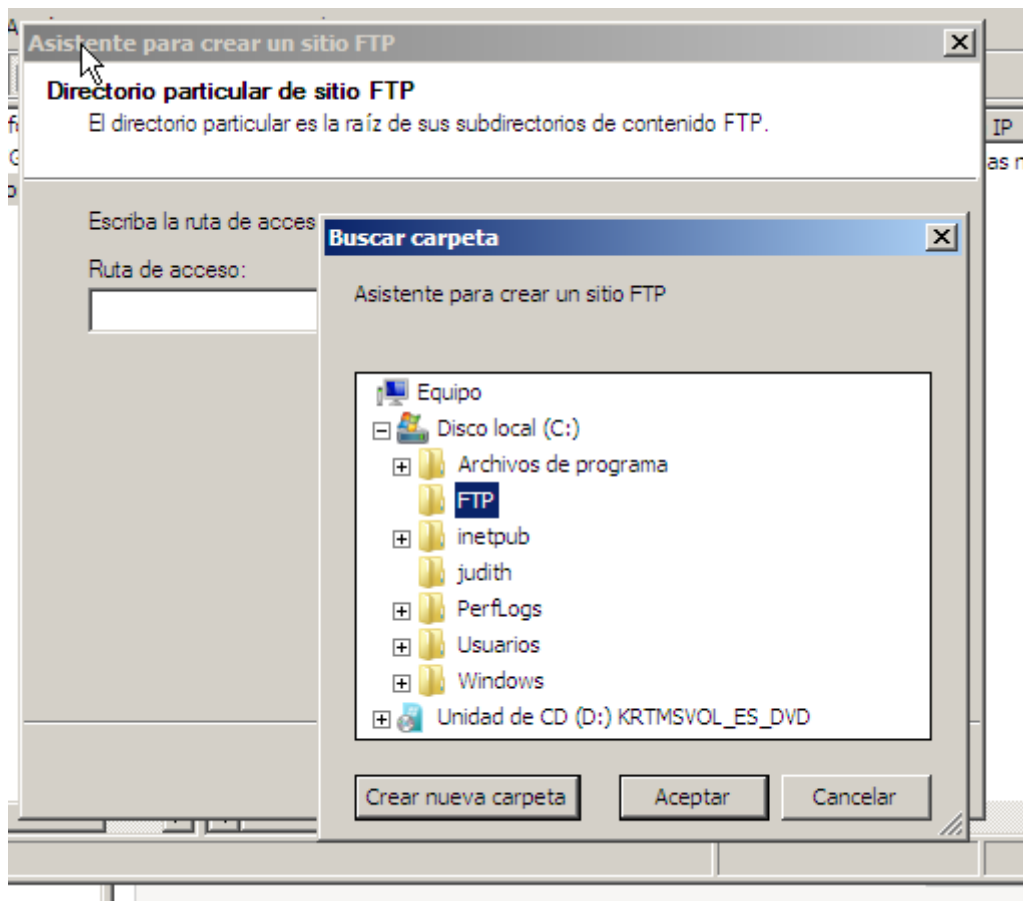 Asistente para crear un sitio FTP
Directorio particular de sitio FTP
El directorio particular es la raíz de sus subdirectorios de contenido FTP.
IP
as
Escriba la ruta de acces
Ruta de acceso:
Buscar carpeta
Asistente para crear un sitio FTP
Equipo
Disco local (C:)
Archivos de programa
FTP
inetpub
judith
PerfLogs
Usuarios
Windows
Unidad de CD (D:) KRTMSVOL_ES_DVD
Crear nueva carpeta
Aceptar
Cancelar